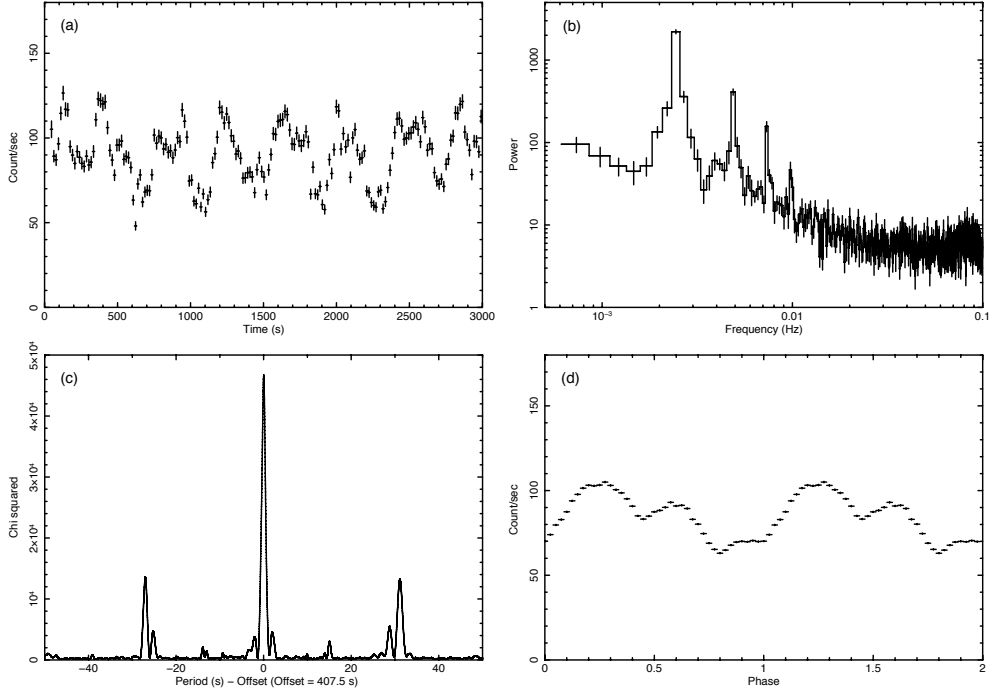 (a)
Count/sec
0 50 100 150
0 500 1000 1500 2000 2500 3000
Time (s)
(b)
Power
1 10 100 1000
10⁻³ 0.01 0.1
Frequency (Hz)
(c)
Chi squared
0 10⁴ 2×10⁴ 3×10⁴ 4×10⁴ 5×10⁴
−40 −20 0 20 40
Period (s) − Offset (Offset = 407.5 s)
(d)
Count/sec
0 50 100 150
0 0.5 1 1.5 2
Phase